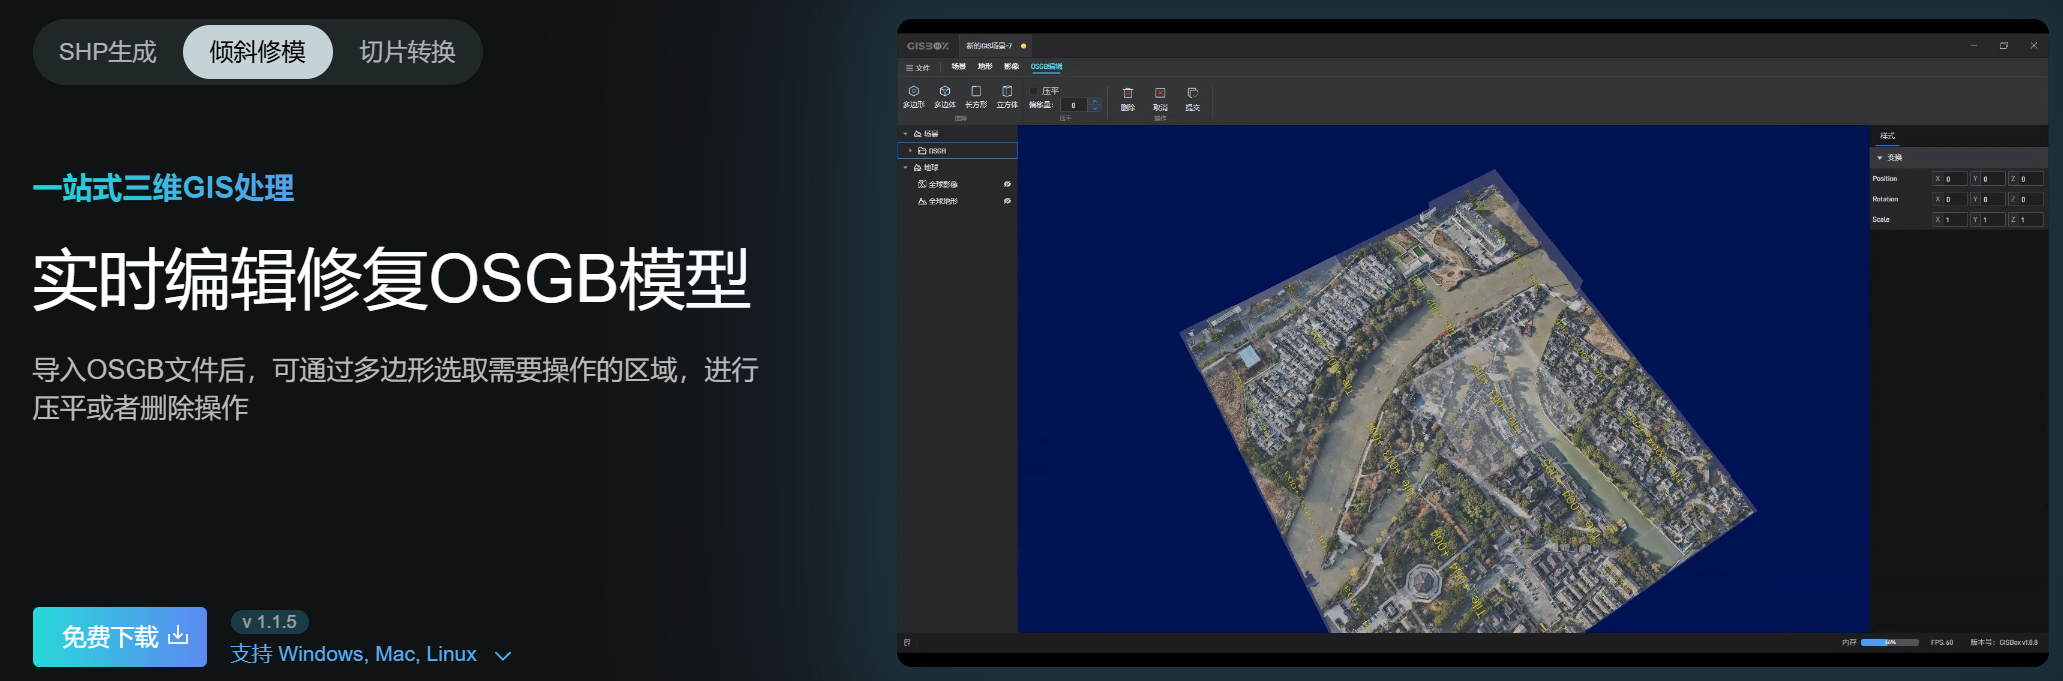 SHP生成 倾斜修模 切片转换
一站式三维GIS处理
实时编辑修复OSGB模型
导入OSGB文件后，可通过多边形选取需要操作的区域，进行
压平或者删除操作
免费下载
v 1.1.5
支持 Windows, Mac, Linux
GISBOX 新的GIS场景-7
文件 场景 地形 影像 OSGB编辑
多边形 多边体 长方形 立方体
压平
偏移量: 0
删除 取消 提交
压平 操作
场景
OSGB
地球
全球影像
全球地形
样式
变换
Position X 0 Y 0 Z 0
Rotation X 0 Y 0 Z 0
Scale X 1 Y 1 Z 1
内存 FPS: 60 版本号: GISBox v1.0.8